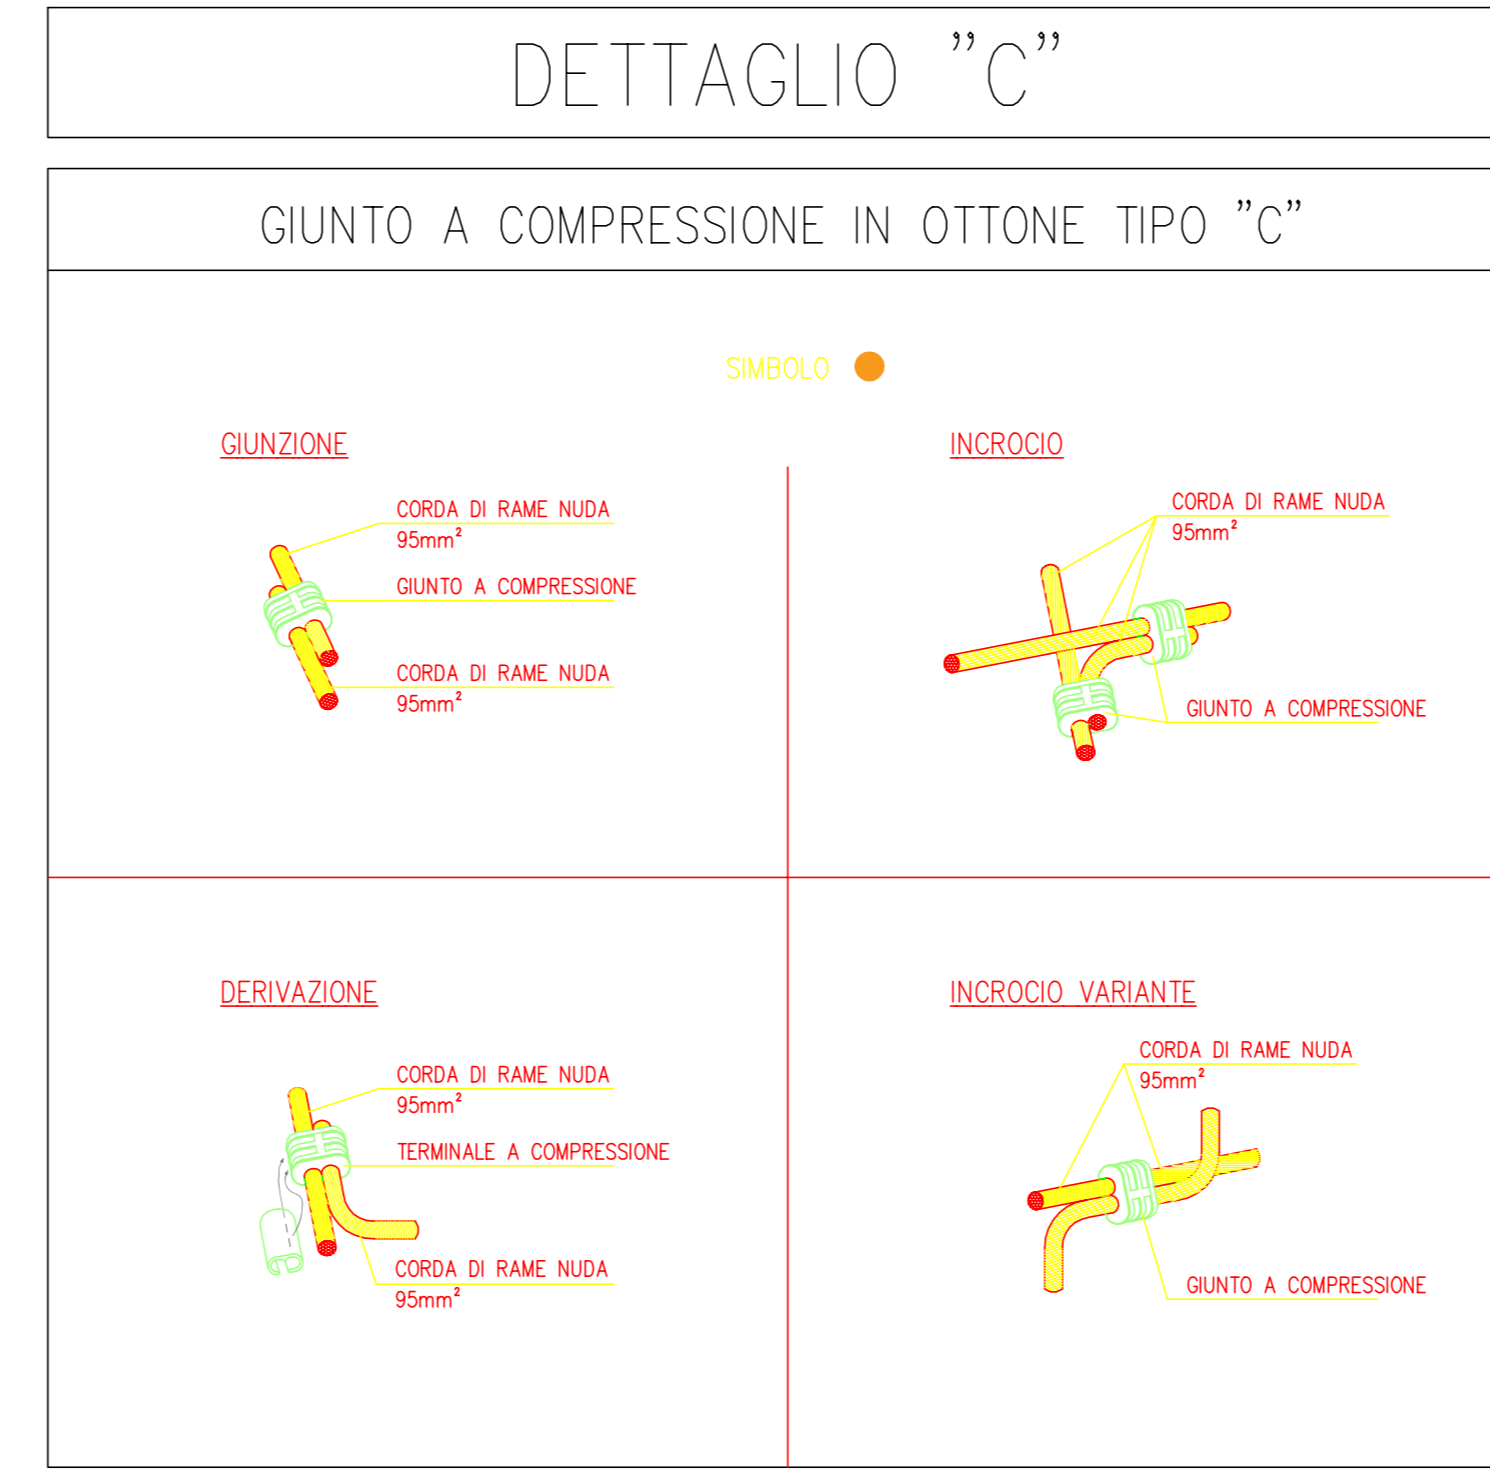 DETTAGLIO "C"
GIUNTO A COMPRESSIONE IN OTTONE TIPO "C"
SIMBOLO
GIUNZIONE
CORDA DI RAME NUDA
95mm²
GIUNTO A COMPRESSIONE
CORDA DI RAME NUDA
95mm²
INCROCIO
CORDA DI RAME NUDA
95mm²
GIUNTO A COMPRESSIONE
DERIVAZIONE
CORDA DI RAME NUDA
95mm²
TERMINALE A COMPRESSIONE
CORDA DI RAME NUDA
95mm²
INCROCIO VARIANTE
CORDA DI RAME NUDA
95mm²
GIUNTO A COMPRESSIONE